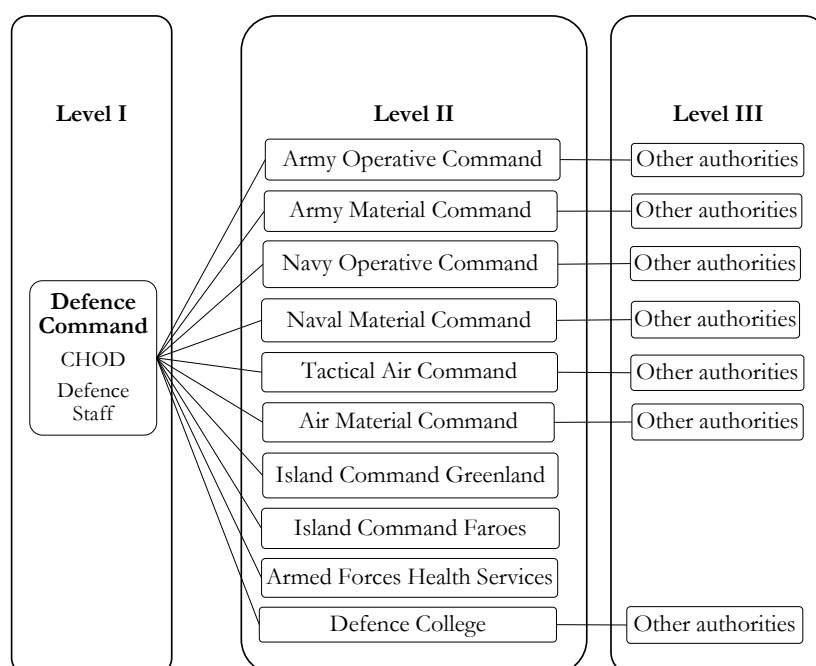 Level I
Level II
Level III
Army Operative Command
Other authorities
Army Material Command
Other authorities
Navy Operative Command
Other authorities
Defence
Command
CHOD
Defence
Staff
Naval Material Command
Other authorities
Tactical Air Command
Other authorities
Air Material Command
Other authorities
Island Command Greenland
Island Command Faroes
Armed Forces Health Services
Defence College
Other authorities